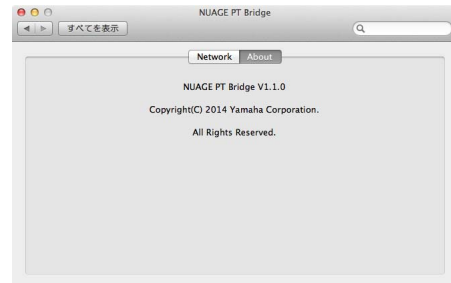 NUAGE PT Bridge
すべてを表示
Network About
NUAGE PT Bridge V1.1.0
Copyright(C) 2014 Yamaha Corporation.
All Rights Reserved.